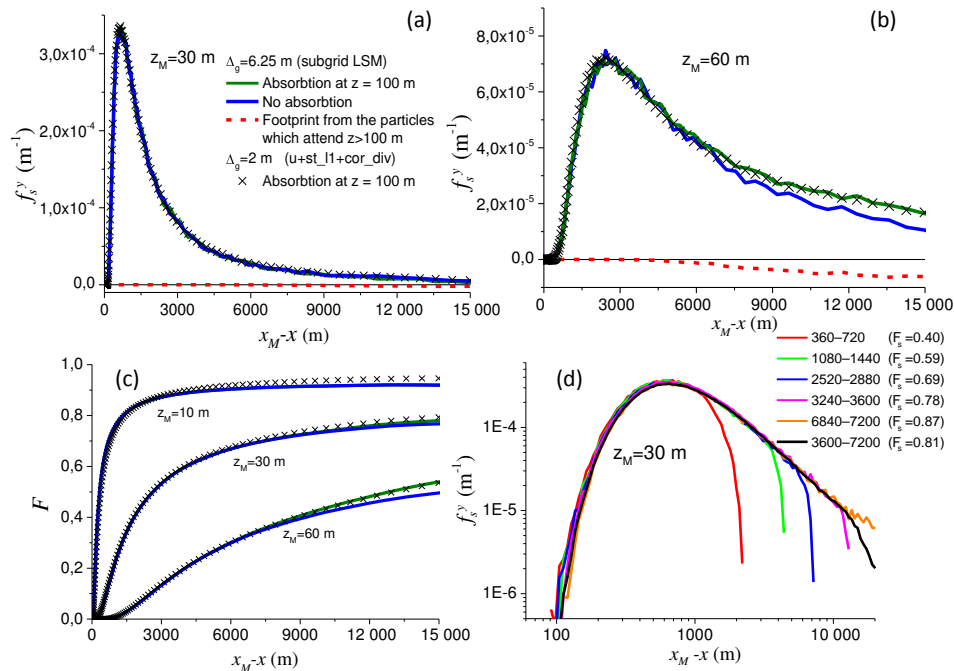 (a)
z_M=30 m
Δ_g=6.25 m (subgrid LSM)
Absorbtion at z = 100 m
No absorbtion
Footprint from the particles
which attend z>100 m
Δ_g=2 m (u+st_l1+cor_div)
× Absorbtion at z = 100 m
3,0x10⁻⁴
2,0x10⁻⁴
1,0x10⁻⁴
0,0
f_s^y (m⁻¹)
0 3000 6000 9000 12 000 15 000
x_M-x (m)
(b)
z_M=60 m
8,0x10⁻⁵
6,0x10⁻⁵
4,0x10⁻⁵
2,0x10⁻⁵
0,0
f_s^y (m⁻¹)
0 3000 6000 9000 12 000 15 000
x_M-x (m)
(c)
1,0
0,8
0,6
0,4
0,2
0,0
F
z_M=10 m
z_M=30 m
z_M=60 m
0 3000 6000 9000 12 000 15 000
x_M-x (m)
360–720 (F_s=0.40)
1080–1440 (F_s=0.59)
2520–2880 (F_s=0.69)
3240–3600 (F_s=0.78)
6840–7200 (F_s=0.87)
3600–7200 (F_s=0.81)
(d)
z_M=30 m
1E-4
1E-5
1E-6
f_s^y (m⁻¹)
100 1000 10 000
x_M-x (m)